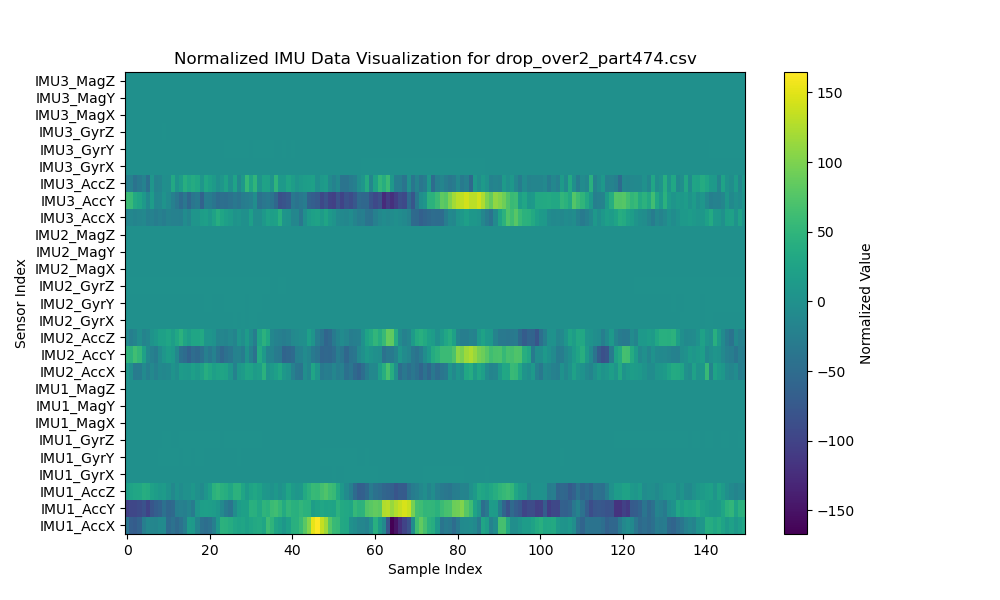 Normalized IMU Data Visualization for drop_over2_part474.csv
IMU3_MagZ
IMU3_MagY
IMU3_MagX
IMU3_GyrZ
IMU3_GyrY
IMU3_GyrX
IMU3_AccZ
IMU3_AccY
IMU3_AccX
IMU2_MagZ
IMU2_MagY
IMU2_MagX
IMU2_GyrZ
IMU2_GyrY
IMU2_GyrX
IMU2_AccZ
IMU2_AccY
IMU2_AccX
IMU1_MagZ
IMU1_MagY
IMU1_MagX
IMU1_GyrZ
IMU1_GyrY
IMU1_GyrX
IMU1_AccZ
IMU1_AccY
IMU1_AccX
Sensor Index
0 20 40 60 80 100 120 140
Sample Index
150
100
50
0
−50
−100
−150
Normalized Value